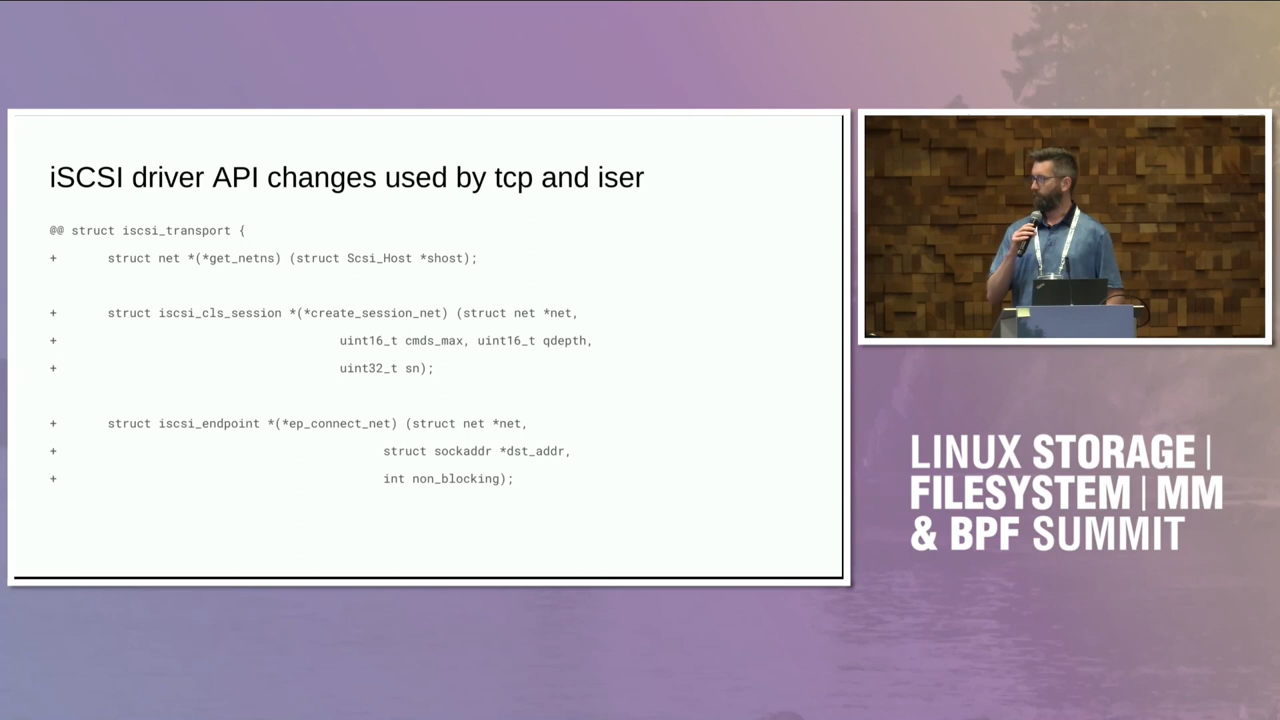 iSCSI driver API changes used by tcp and iser
@@ struct iscsi_transport {
+ struct net *(*get_netns) (struct Scsi_Host *shost);
+ struct iscsi_cls_session *(*create_session_net) (struct net *net,
+ uint16_t cmds_max, uint16_t qdepth,
+ uint32_t sn);
+ struct iscsi_endpoint *(*ep_connect_net) (struct net *net,
+ struct sockaddr *dst_addr,
+ int non_blocking);
LINUX STORAGE |
FILESYSTEM | MM
& BPF SUMMIT